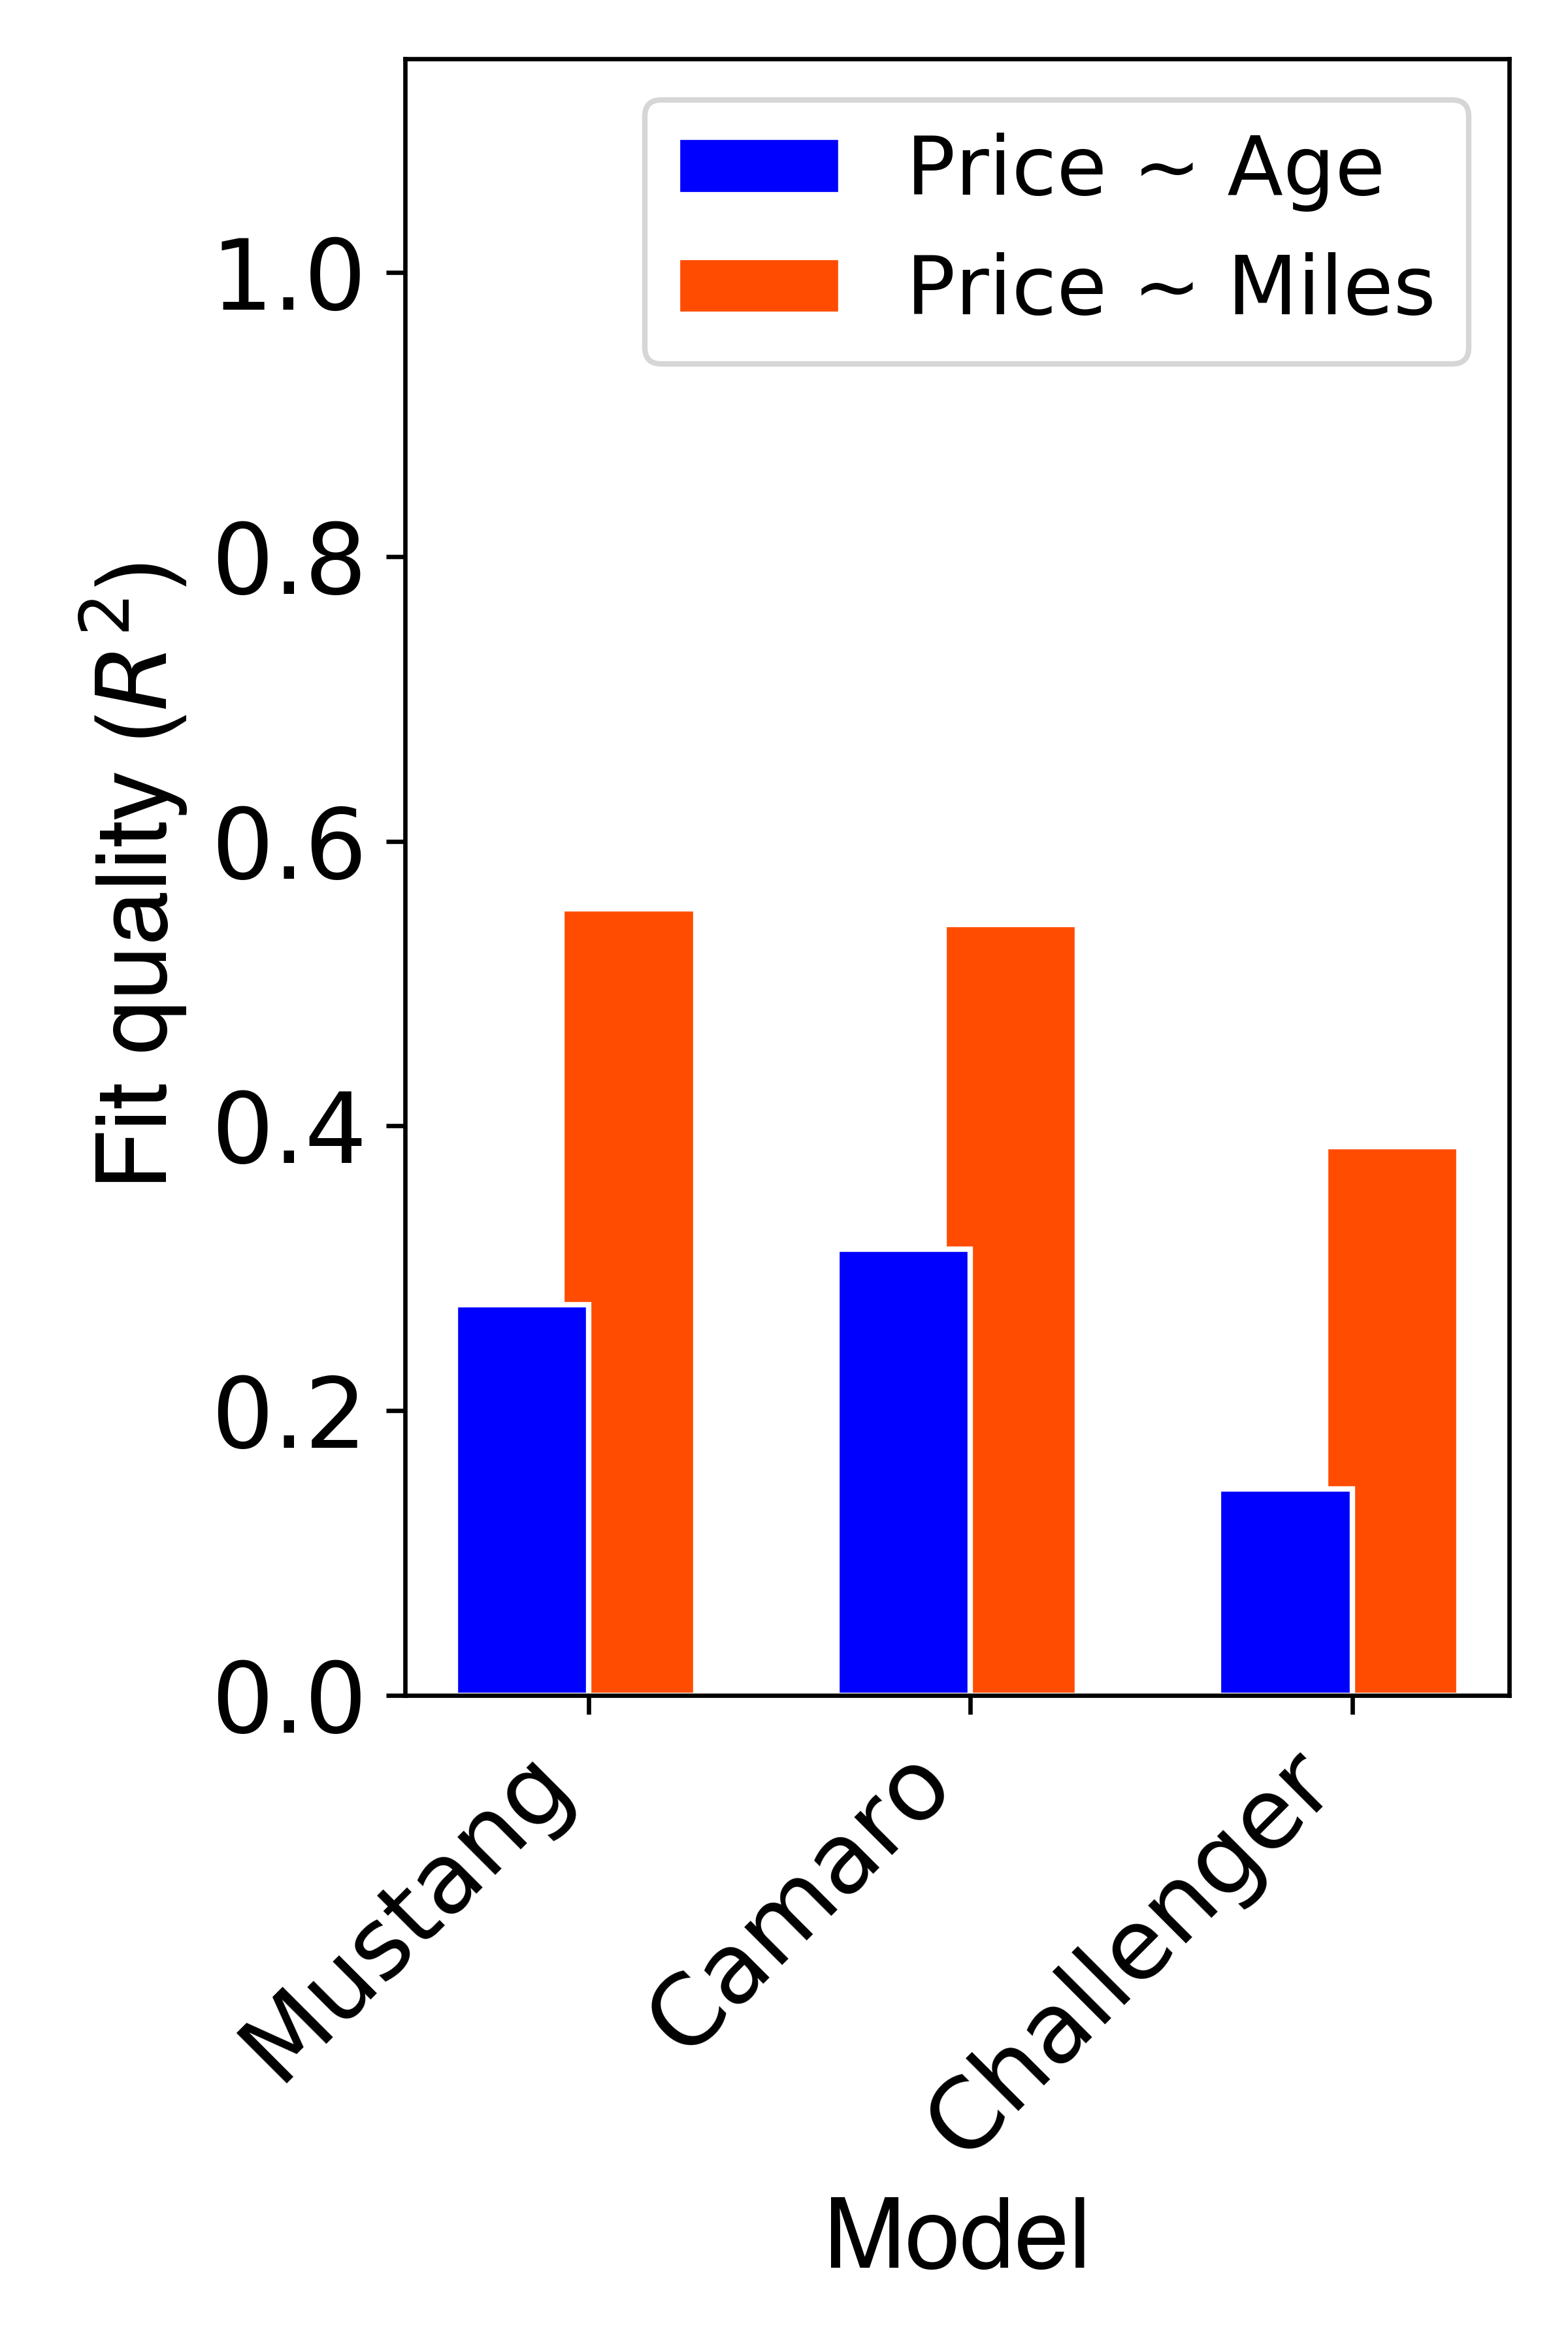 Price ~ Age
Price ~ Miles
1.0
0.8
0.6
0.4
0.2
0.0
Fit quality (R²)
Mustang
Camaro
Challenger
Model